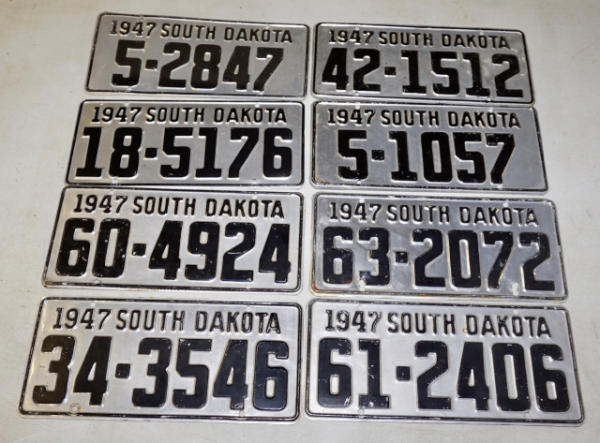 1947 SOUTH DAKOTA
5-2847
1947 SOUTH DAKOTA
42-1512
1947 SOUTH DAKOTA
18-5176
1947 SOUTH DAKOTA
5-1057
1947 SOUTH DAKOTA
60-4924
1947 SOUTH DAKOTA
63-2072
1947 SOUTH DAKOTA
34-3546
1947 SOUTH DAKOTA
61-2406